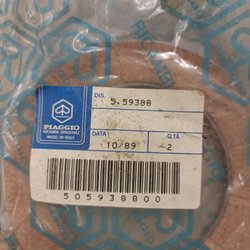 DIS.
5.59388
PIAGGIO
RICAMBI ORIGINALI
MADE IN ITALY
DATA
Q.TA
10/89
2
505938800